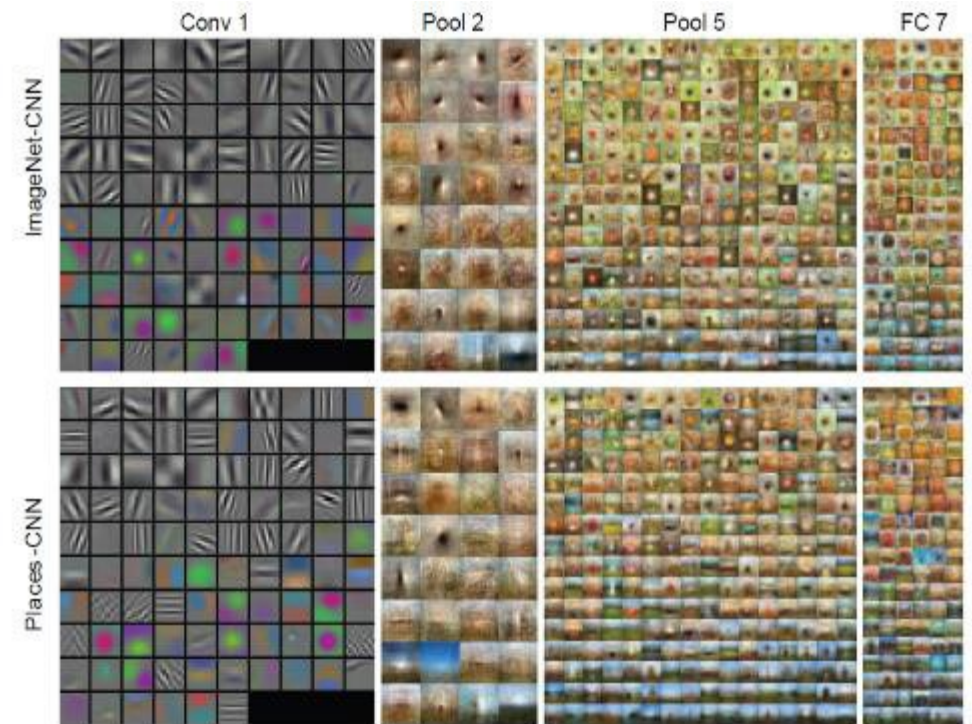 Conv 1
Pool 2
Pool 5
FC 7
ImageNet-CNN
Places -CNN